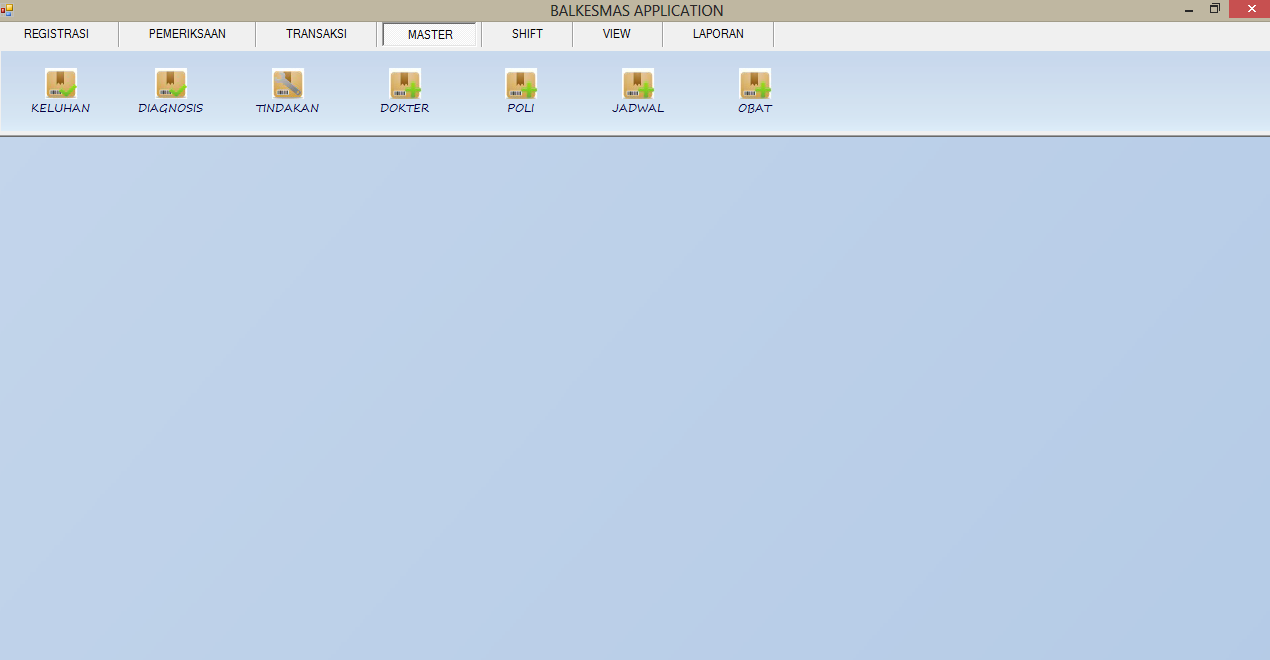 BALKESMAS APPLICATION
REGISTRASI PEMERIKSAAN TRANSAKSI MASTER SHIFT VIEW LAPORAN
KELUHAN DIAGNOSIS TINDAKAN DOKTER POLI JADWAL OBAT